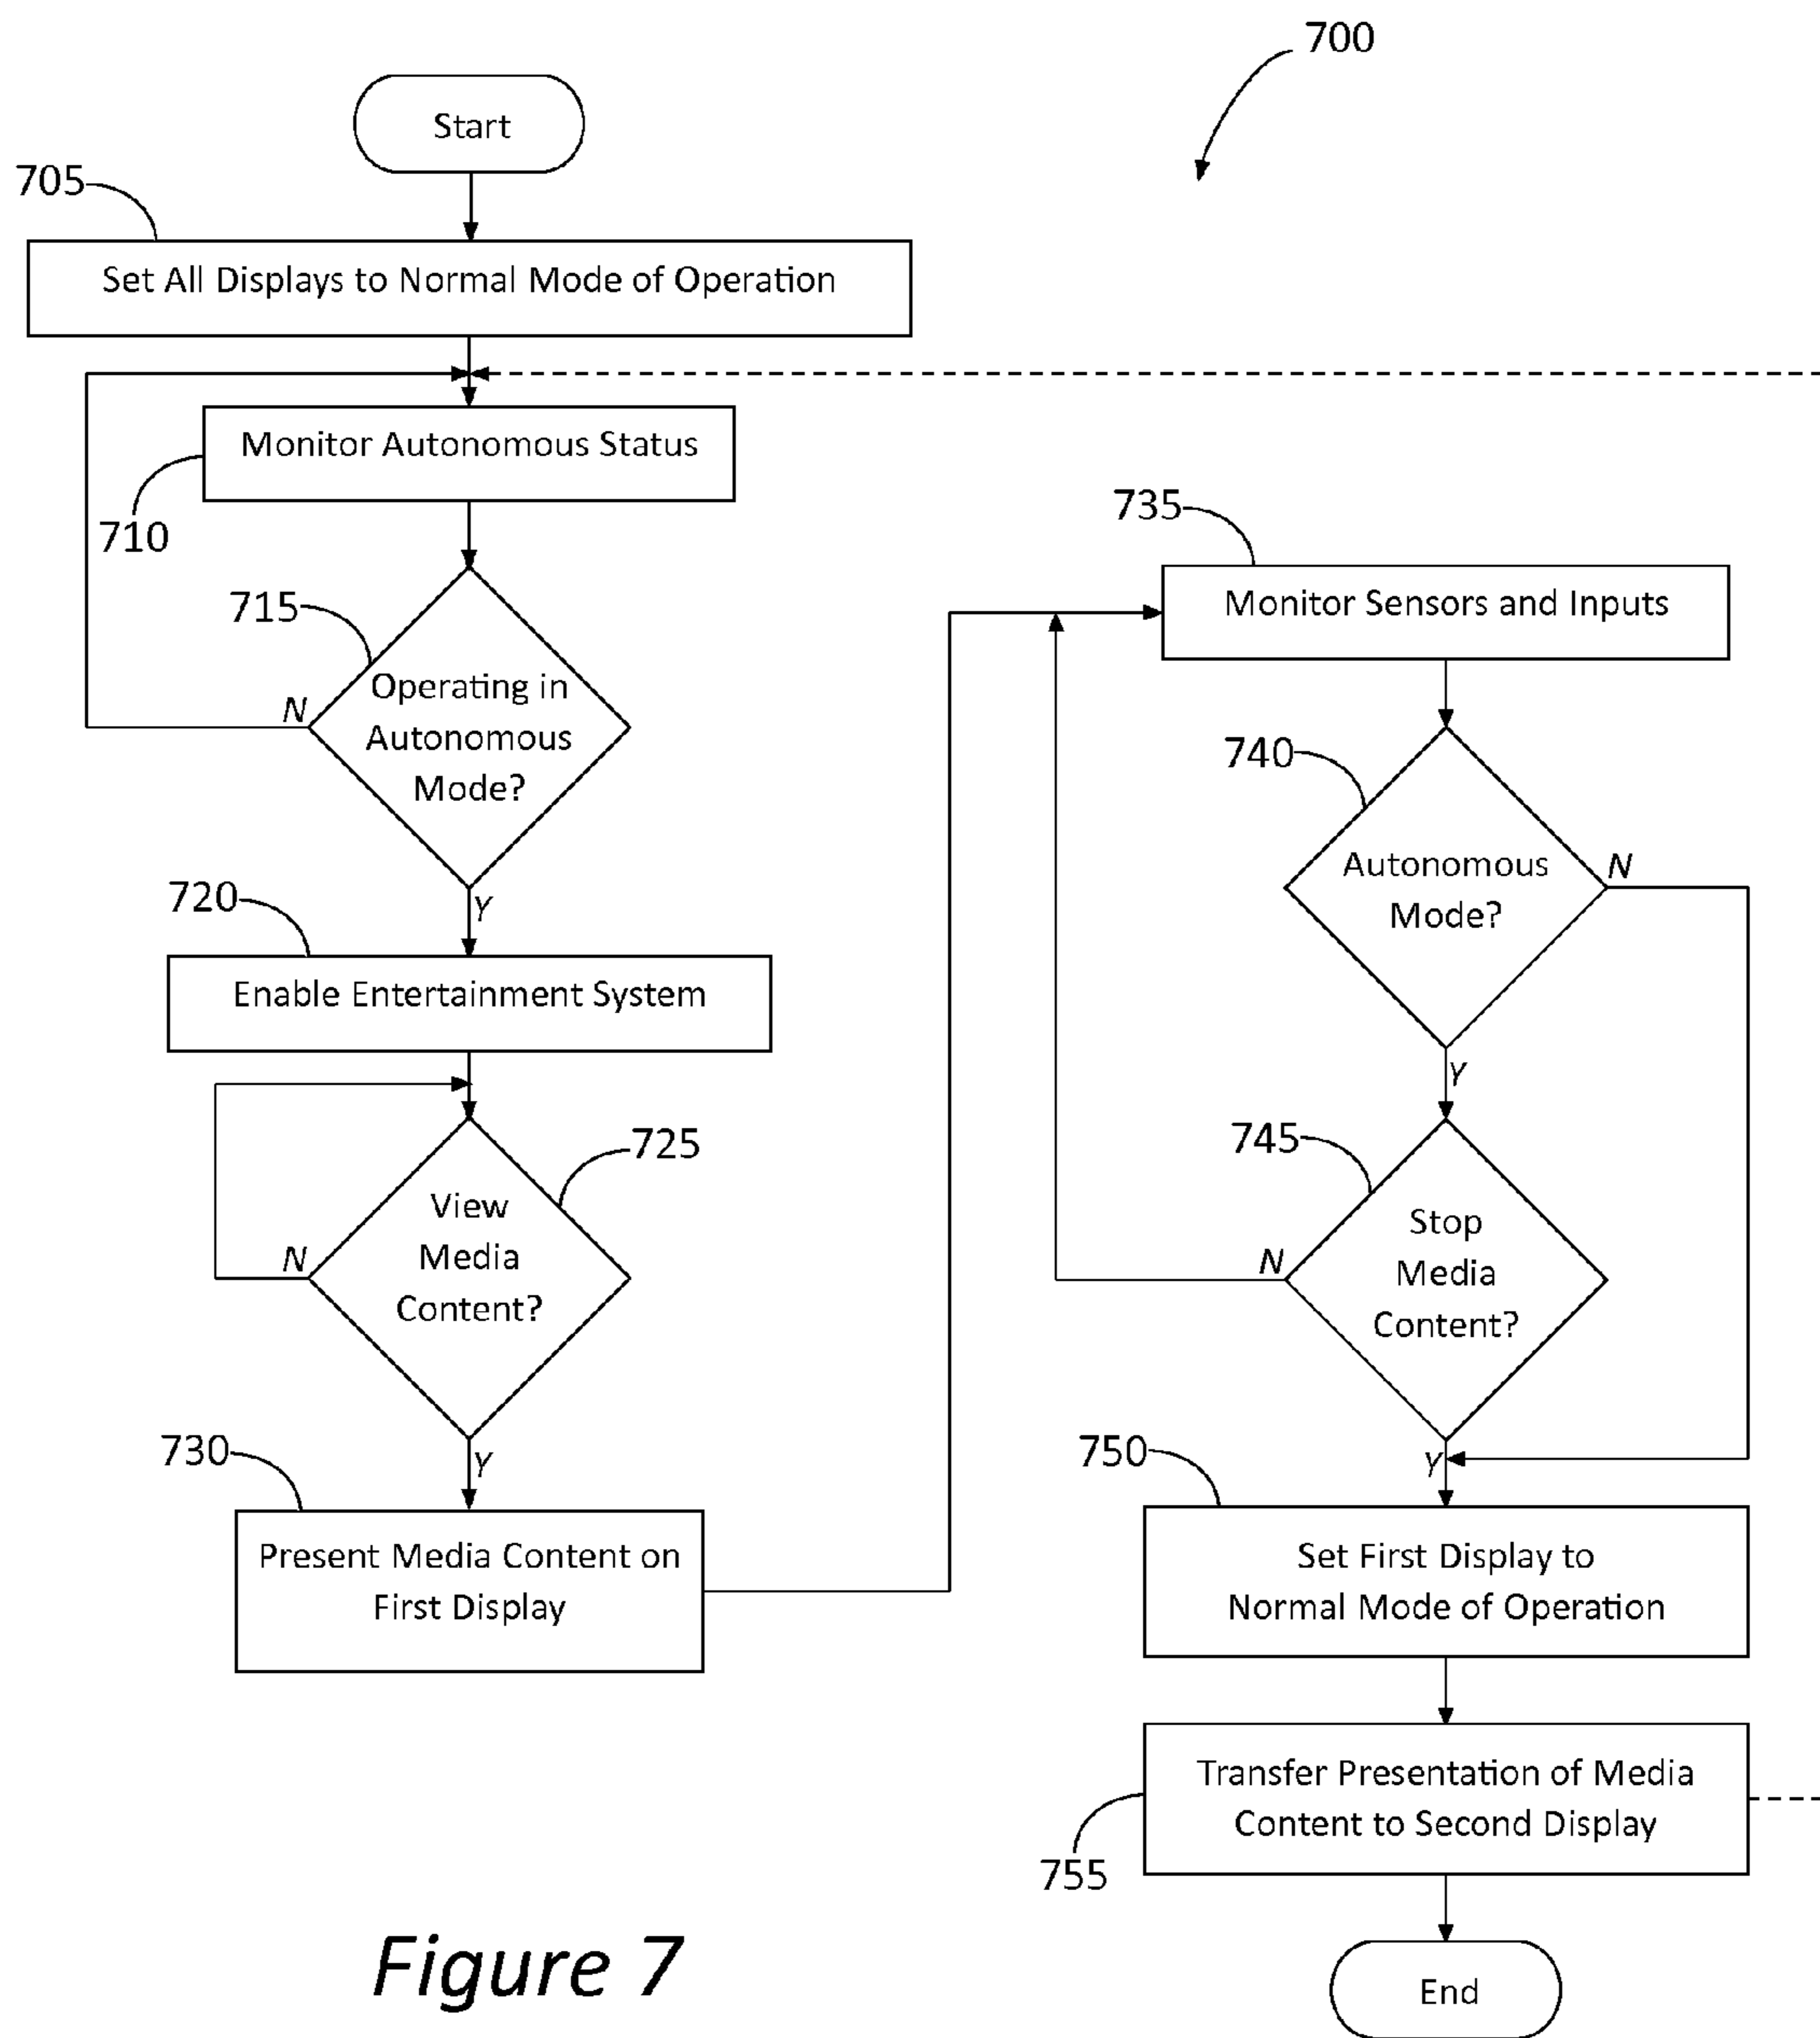 700
Start
705
Set All Displays to Normal Mode of Operation
Monitor Autonomous Status
710
715
Operating in
Autonomous
Mode?
N
Y
720
Enable Entertainment System
725
View
Media
Content?
N
Y
730
Present Media Content on
First Display
735
Monitor Sensors and Inputs
740
Autonomous
Mode?
N
Y
745
Stop
Media
Content?
N
Y
750
Set First Display to
Normal Mode of Operation
Transfer Presentation of Media
Content to Second Display
755
End
Figure 7